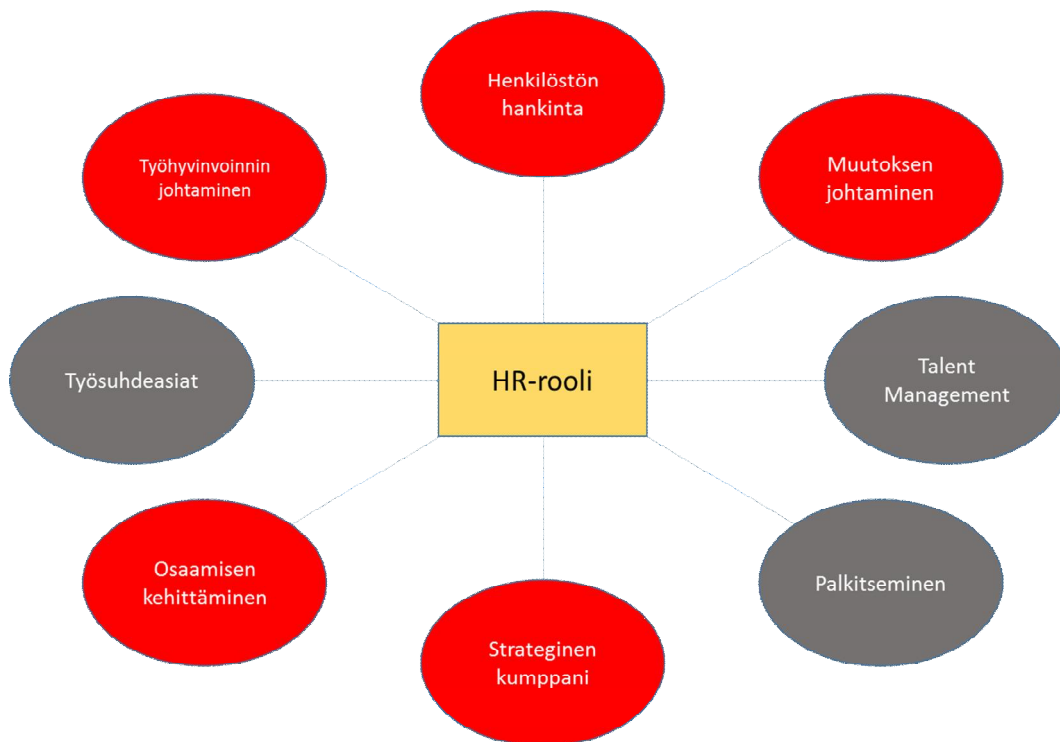 Henkilöstön
hankinta
Työhyvinvoinnin
johtaminen
Muutoksen
johtaminen
Työsuhdeasiat
HR-rooli
Talent
Management
Osaamisen
kehittäminen
Palkitseminen
Strateginen
kumppani